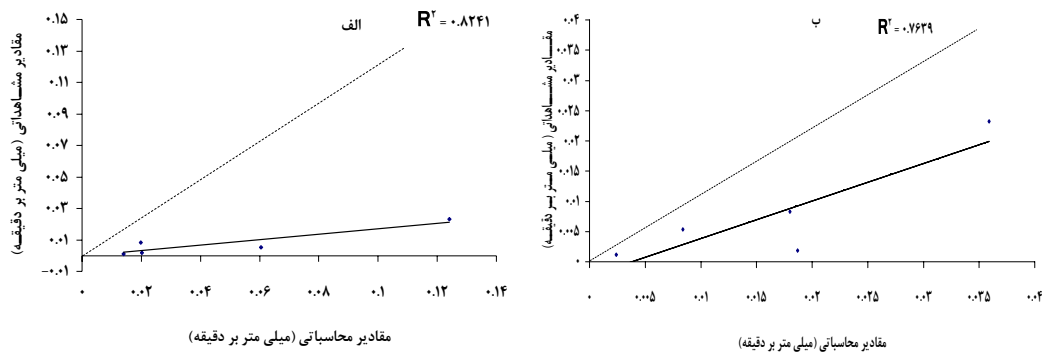 الف
R۲ = ۰.۸۲۴۱
مقادیر مشاهداتی (میلی متر بر دقیقه)
۰.۱۵
۰.۱۳
۰.۱۱
۰.۰۹
۰.۰۷
۰.۰۵
۰.۰۳
۰.۰۱
-۰.۰۱
۰ ۰.۰۲ ۰.۰۴ ۰.۰۶ ۰.۰۸ ۰.۱ ۰.۱۲ ۰.۱۴
مقادیر محاسباتی (میلی متر بر دقیقه)
ب
R۲ = ۰.۷۶۳۹
مقادیر مشاهداتی (میلی متر بر دقیقه)
۰.۰۴
۰.۰۳۵
۰.۰۳
۰.۰۲۵
۰.۰۲
۰.۰۱۵
۰.۰۱
۰.۰۰۵
۰
۰ ۰.۰۰۵ ۰.۰۱ ۰.۰۱۵ ۰.۰۲ ۰.۰۲۵ ۰.۰۳ ۰.۰۳۵ ۰.۰۴
مقادیر محاسباتی (میلی متر بر دقیقه)